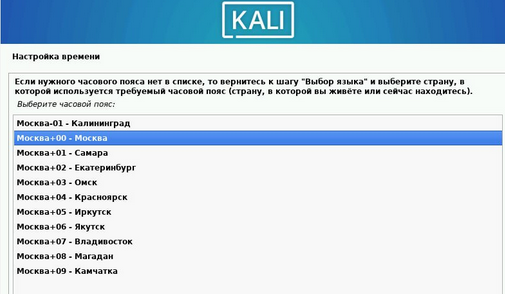 KALI
Настройка времени
Если нужного часового пояса нет в списке, то вернитесь к шагу "Выбор языка" и выберите страну, в
которой используется требуемый часовой пояс (страну, в которой вы живёте или сейчас находитесь).
Выберите часовой пояс:
Москва-01 - Калининград
Москва+00 - Москва
Москва+01 - Самара
Москва+02 - Екатеринбург
Москва+03 - Омск
Москва+04 - Красноярск
Москва+05 - Иркутск
Москва+06 - Якутск
Москва+07 - Владивосток
Москва+08 - Магадан
Москва+09 - Камчатка